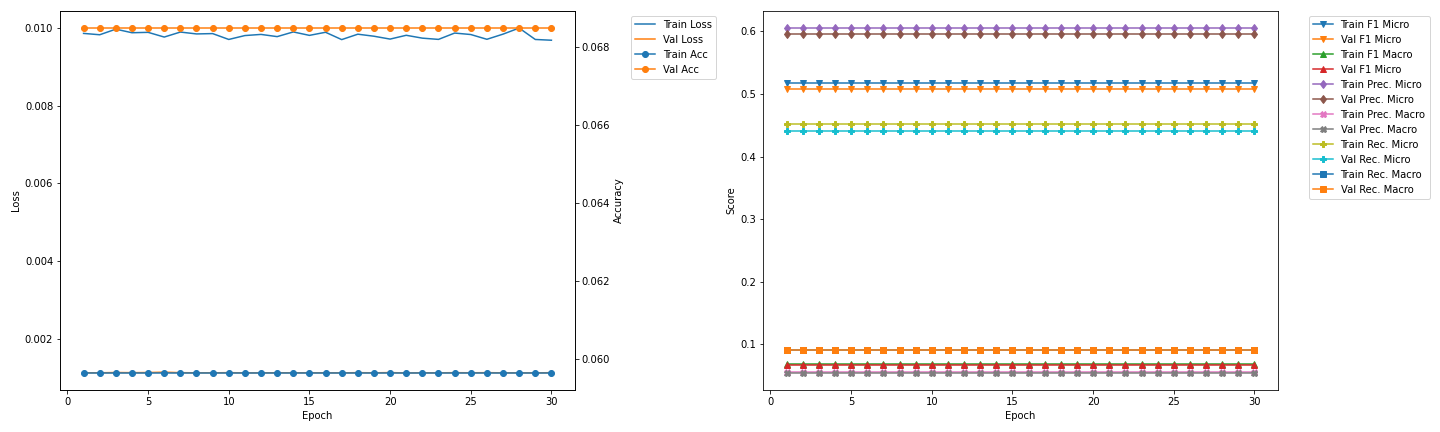 0.010
0.008
0.006
0.004
0.002
Loss
0
5
10
15
20
25
30
Epoch
0.068
0.066
0.064
0.062
0.060
Accuracy
Train Loss
Val Loss
Train Acc
Val Acc
0.6
0.5
0.4
0.3
0.2
0.1
Score
0
5
10
15
20
25
30
Epoch
Train F1 Micro
Val F1 Micro
Train F1 Macro
Val F1 Micro
Train Prec. Micro
Val Prec. Micro
Train Prec. Macro
Val Prec. Macro
Train Rec. Micro
Val Rec. Micro
Train Rec. Macro
Val Rec. Macro